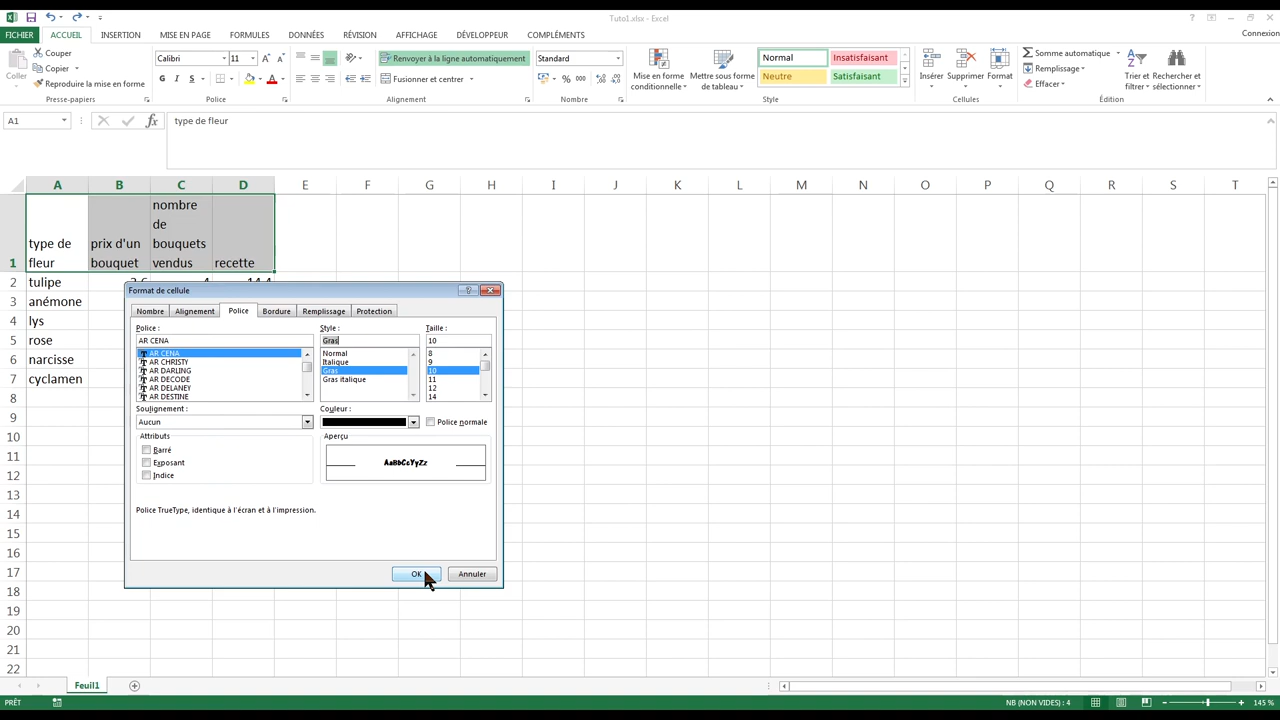 Tuto1.xlsx - Excel
FICHIER ACCUEIL INSERTION MISE EN PAGE FORMULES DONNÉES RÉVISION AFFICHAGE DÉVELOPPEUR COMPLÉMENTS Connexion
Coller
Couper
Copier
Reproduire la mise en forme
Presse-papiers
Calibri 11
G I S
Police
Renvoyer à la ligne automatiquement
Fusionner et centrer
Alignement
Standard
% 000
Nombre
Mise en forme conditionnelle
Mettre sous forme de tableau
Normal Insatisfaisant
Neutre Satisfaisant
Style
Insérer Supprimer Format
Cellules
Somme automatique
Remplissage
Effacer
Trier et filtrer
Rechercher et sélectionner
Édition
A1 fx type de fleur
A B C D E F G H I J K L M N O P Q R S T
1
type de
fleur
prix d'un
bouquet
nombre
de
bouquets
vendus
recette
2 tulipe 3,6 4 14,4
3 anémone
4 lys
5 rose
6 narcisse
7 cyclamen
8
9
10
11
12
13
14
15
16
17
18
19
20
21
22
Format de cellule
Nombre Alignement Police Bordure Remplissage Protection
Police : Style : Taille :
AR CENA Gras 10
AR CENA Normal 8
AR CHRISTY Italique 9
AR DARLING Gras 10
AR DECODE Gras italique 11
AR DELANEY 12
AR DESTINE 14
Soulignement : Couleur :
Aucun Police normale
Attributs Aperçu
Barré
Exposant
Indice
AaBbCcYyZz
Police TrueType, identique à l'écran et à l'impression.
OK Annuler
Feuil1
PRÊT NB (NON VIDES) : 4 145 %